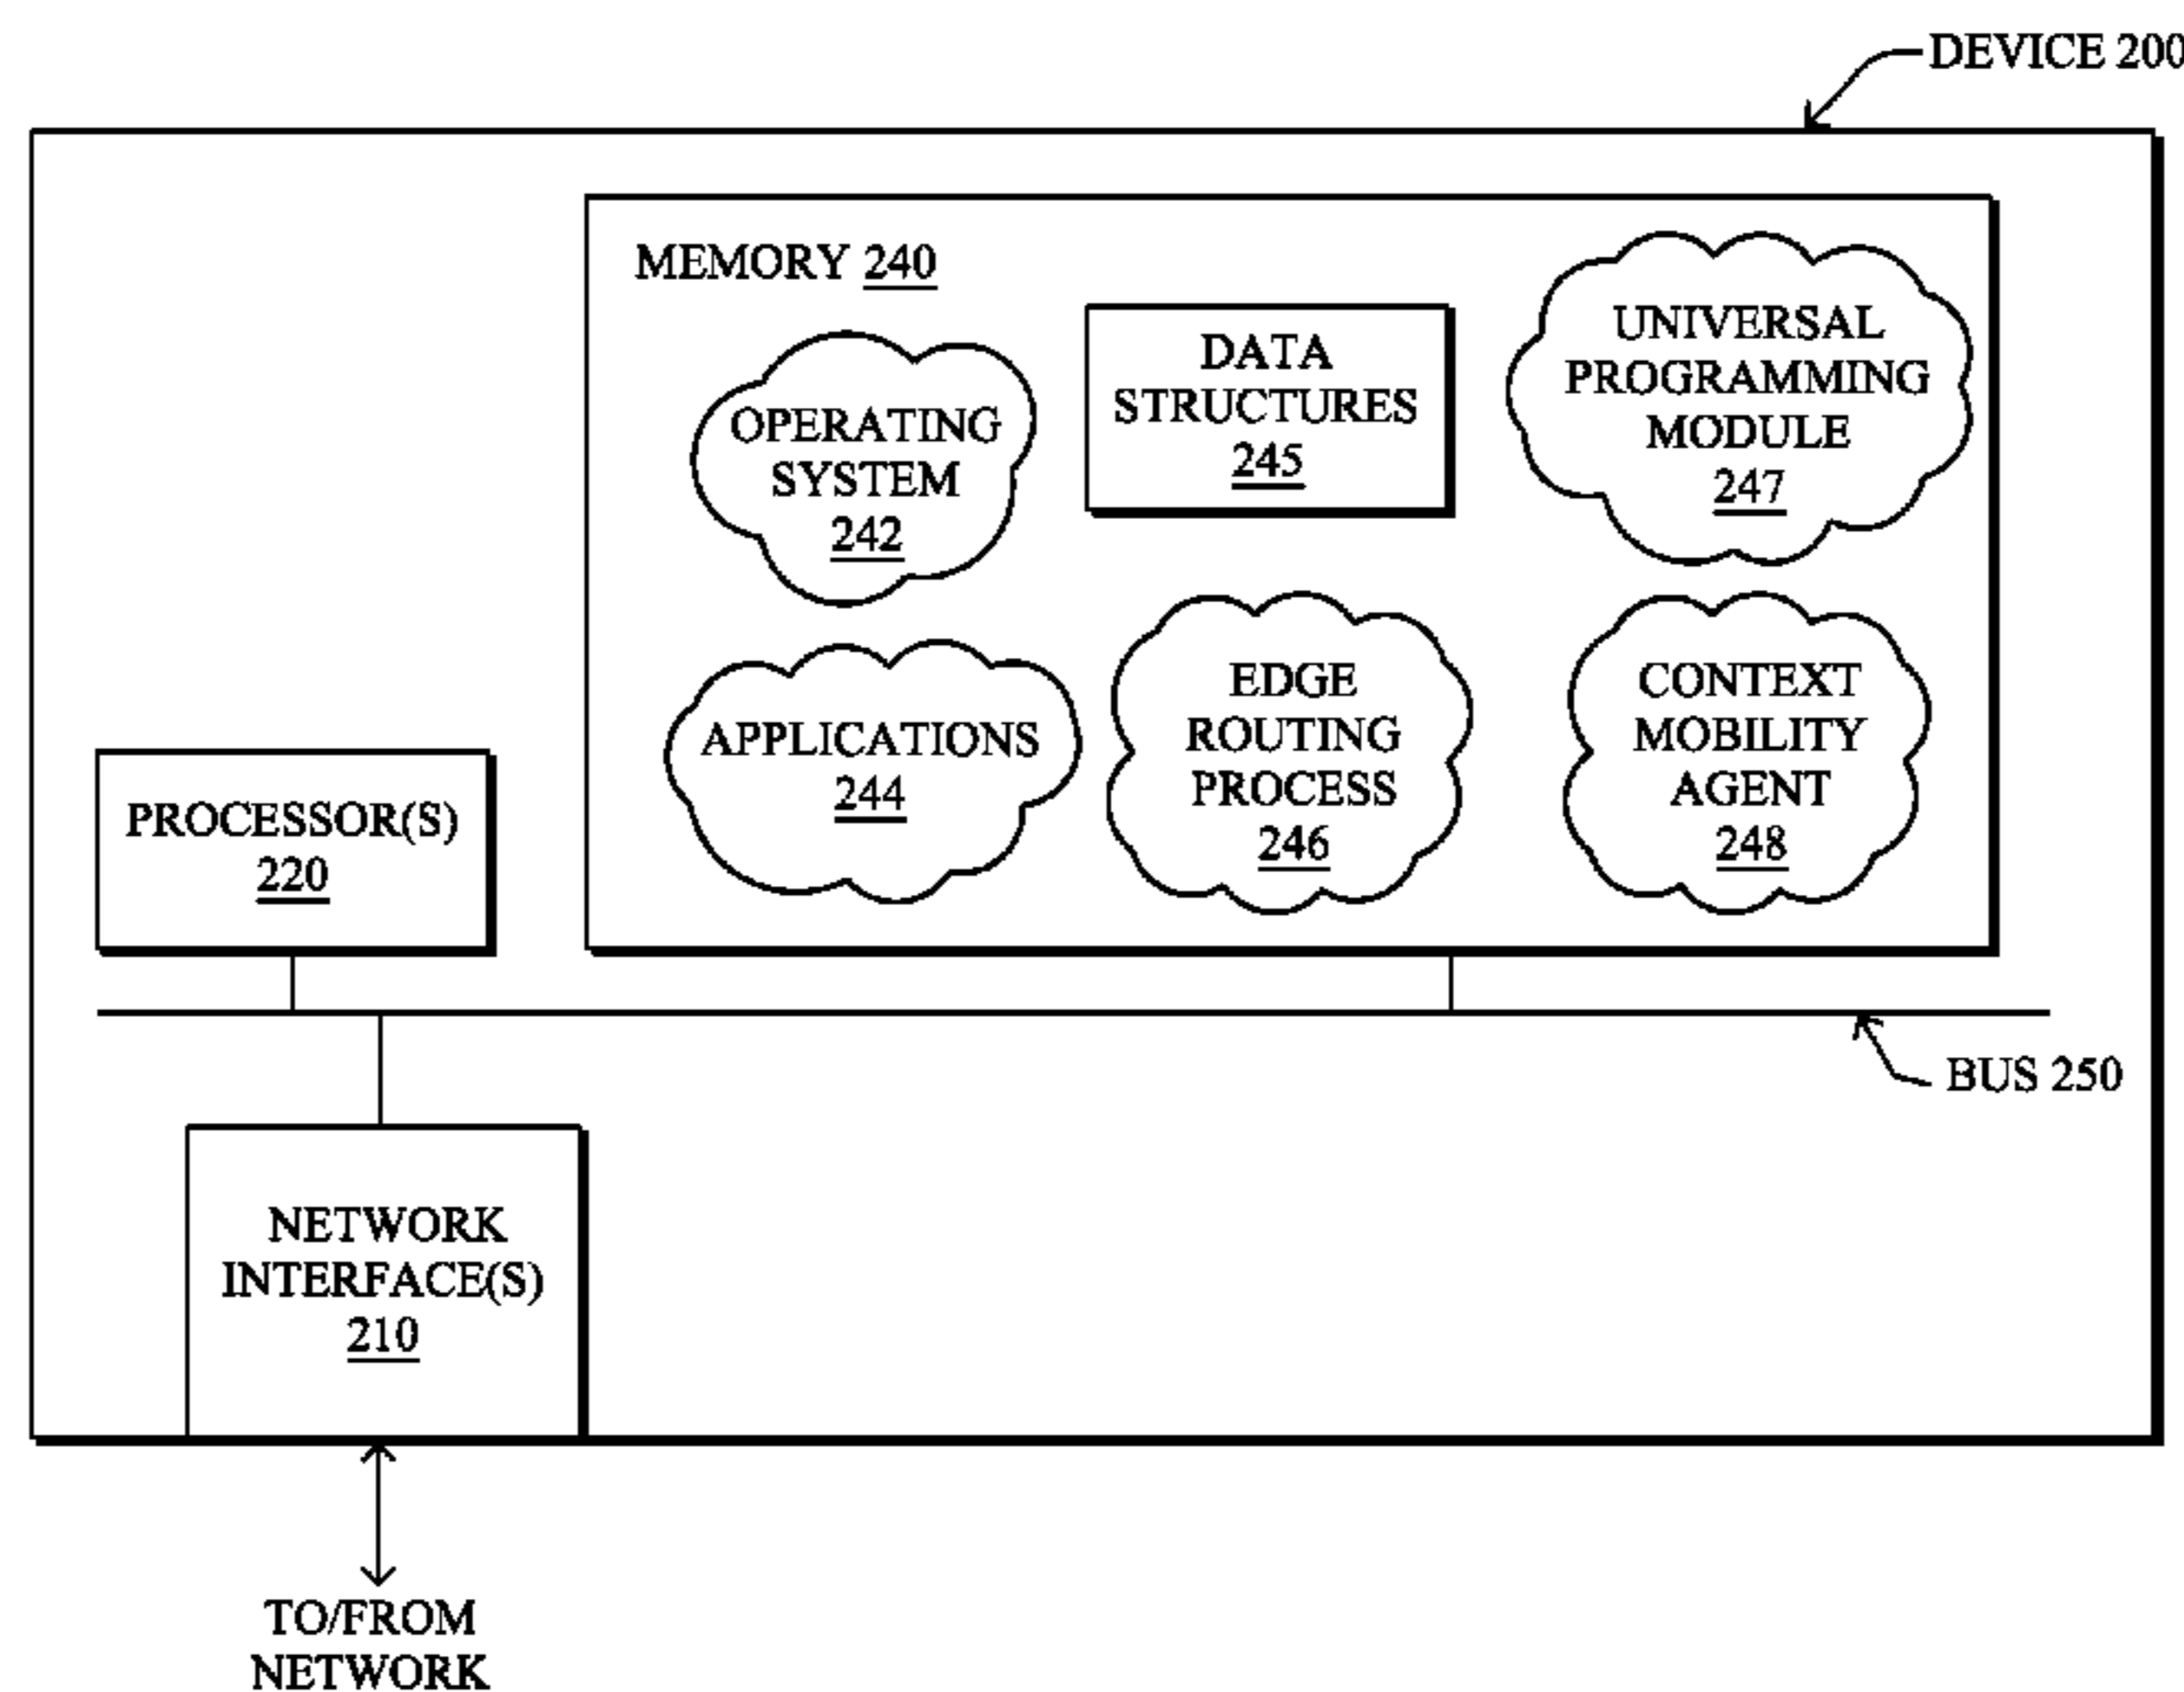 DEVICE 200
MEMORY 240
OPERATING
SYSTEM
242
DATA
STRUCTURES
245
UNIVERSAL
PROGRAMMING
MODULE
247
APPLICATIONS
244
EDGE
ROUTING
PROCESS
246
CONTEXT
MOBILITY
AGENT
248
PROCESSOR(S)
220
BUS 250
NETWORK
INTERFACE(S)
210
TO/FROM
NETWORK